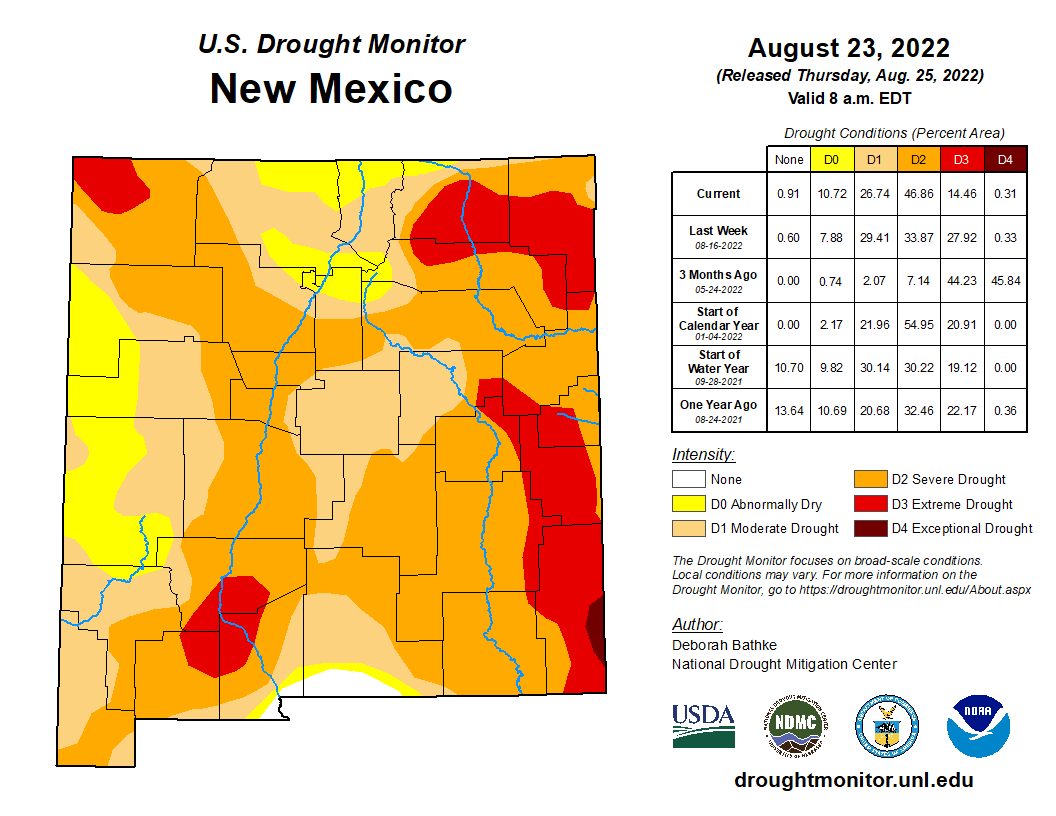 U.S. Drought Monitor
New Mexico
August 23, 2022
(Released Thursday, Aug. 25, 2022)
Valid 8 a.m. EDT
Drought Conditions (Percent Area)
None D0 D1 D2 D3 D4
Current 0.91 10.72 26.74 46.86 14.46 0.31
Last Week 0.60 7.88 29.41 33.87 27.92 0.33
08-16-2022
3 Months Ago 0.00 0.74 2.07 7.14 44.23 45.84
05-24-2022
Start of
Calendar Year 0.00 2.17 21.96 54.95 20.91 0.00
01-04-2022
Start of
Water Year 10.70 9.82 30.14 30.22 19.12 0.00
09-28-2021
One Year Ago 13.64 10.69 20.68 32.46 22.17 0.36
08-24-2021
Intensity:
None
D0 Abnormally Dry
D1 Moderate Drought
D2 Severe Drought
D3 Extreme Drought
D4 Exceptional Drought
The Drought Monitor focuses on broad-scale conditions.
Local conditions may vary. For more information on the
Drought Monitor, go to https://droughtmonitor.unl.edu/About.aspx
Author:
Deborah Bathke
National Drought Mitigation Center
USDA
NDMC
NOAA
droughtmonitor.unl.edu